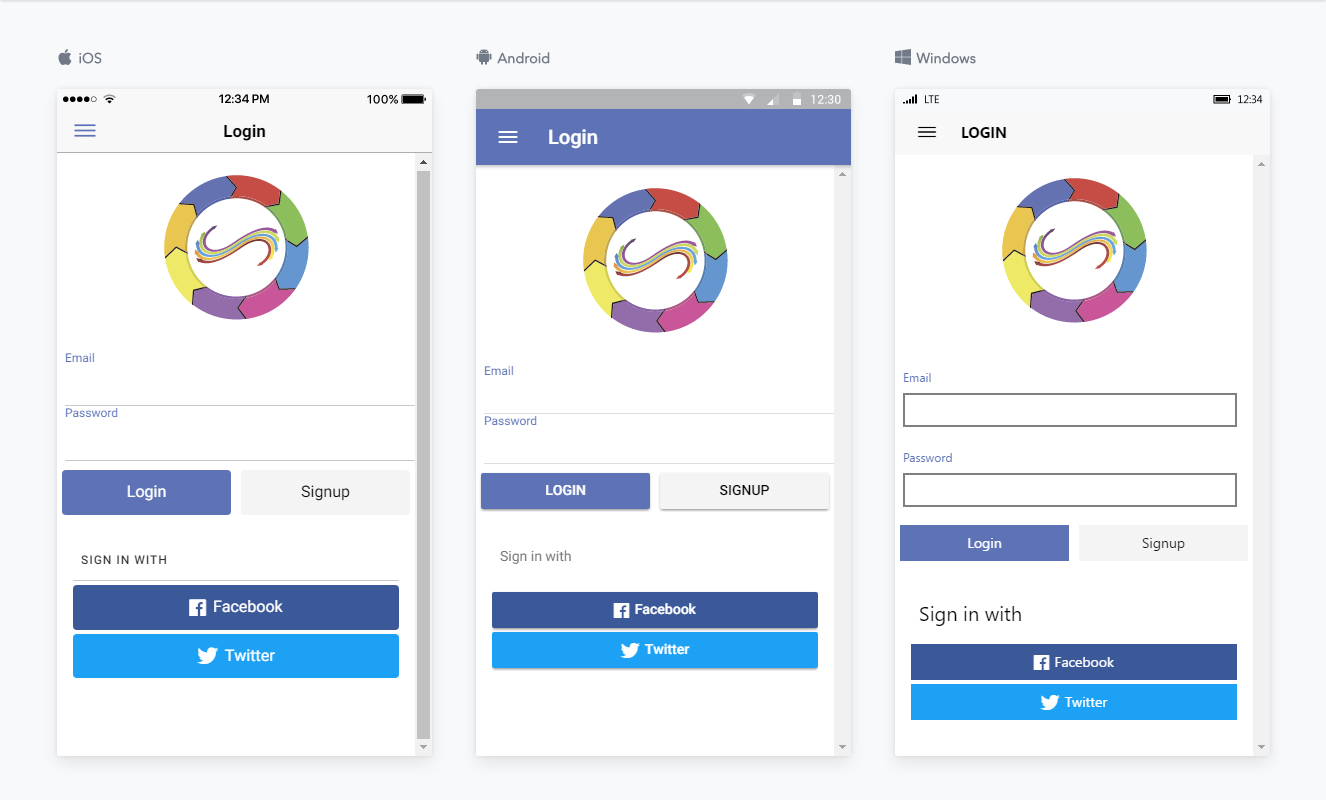 iOS
12:34 PM 100%
Login
Email
Password
Login Signup
SIGN IN WITH
Facebook
Twitter
Android
12:30
Login
Email
Password
LOGIN SIGNUP
Sign in with
Facebook
Twitter
Windows
LTE 12:34
LOGIN
Email
Password
Login Signup
Sign in with
Facebook
Twitter